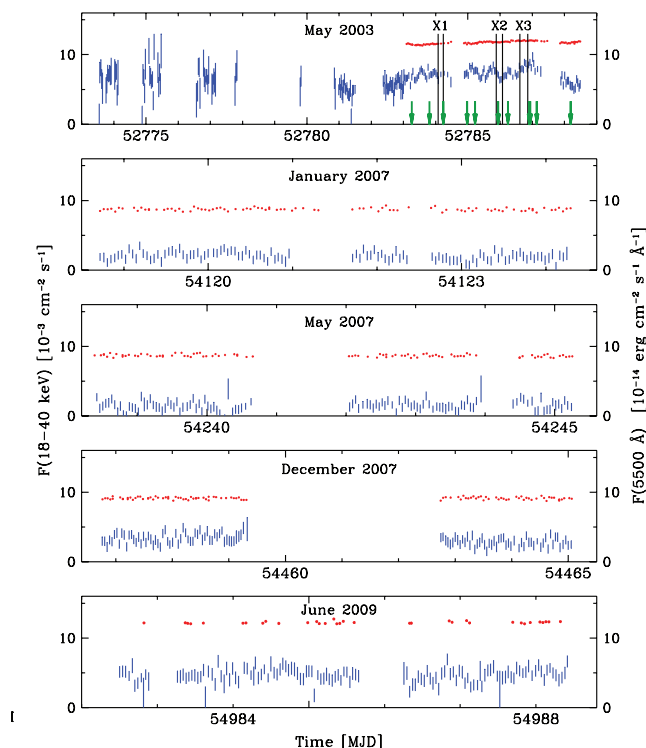 X1 X2 X3
May 2003
10
5
0
52775 52780 52785
10
5
0
January 2007
10
0
54120 54123
10
0
May 2007
10
0
54240 54245
10
0
December 2007
10
0
54460 54465
10
0
June 2009
10
0
54984 54988
10
0
Time [MJD]
F(18−40 keV) [10⁻³ cm⁻² s⁻¹]
F(5500 Å) [10⁻¹⁴ erg cm⁻² s⁻¹ Å⁻¹]
I